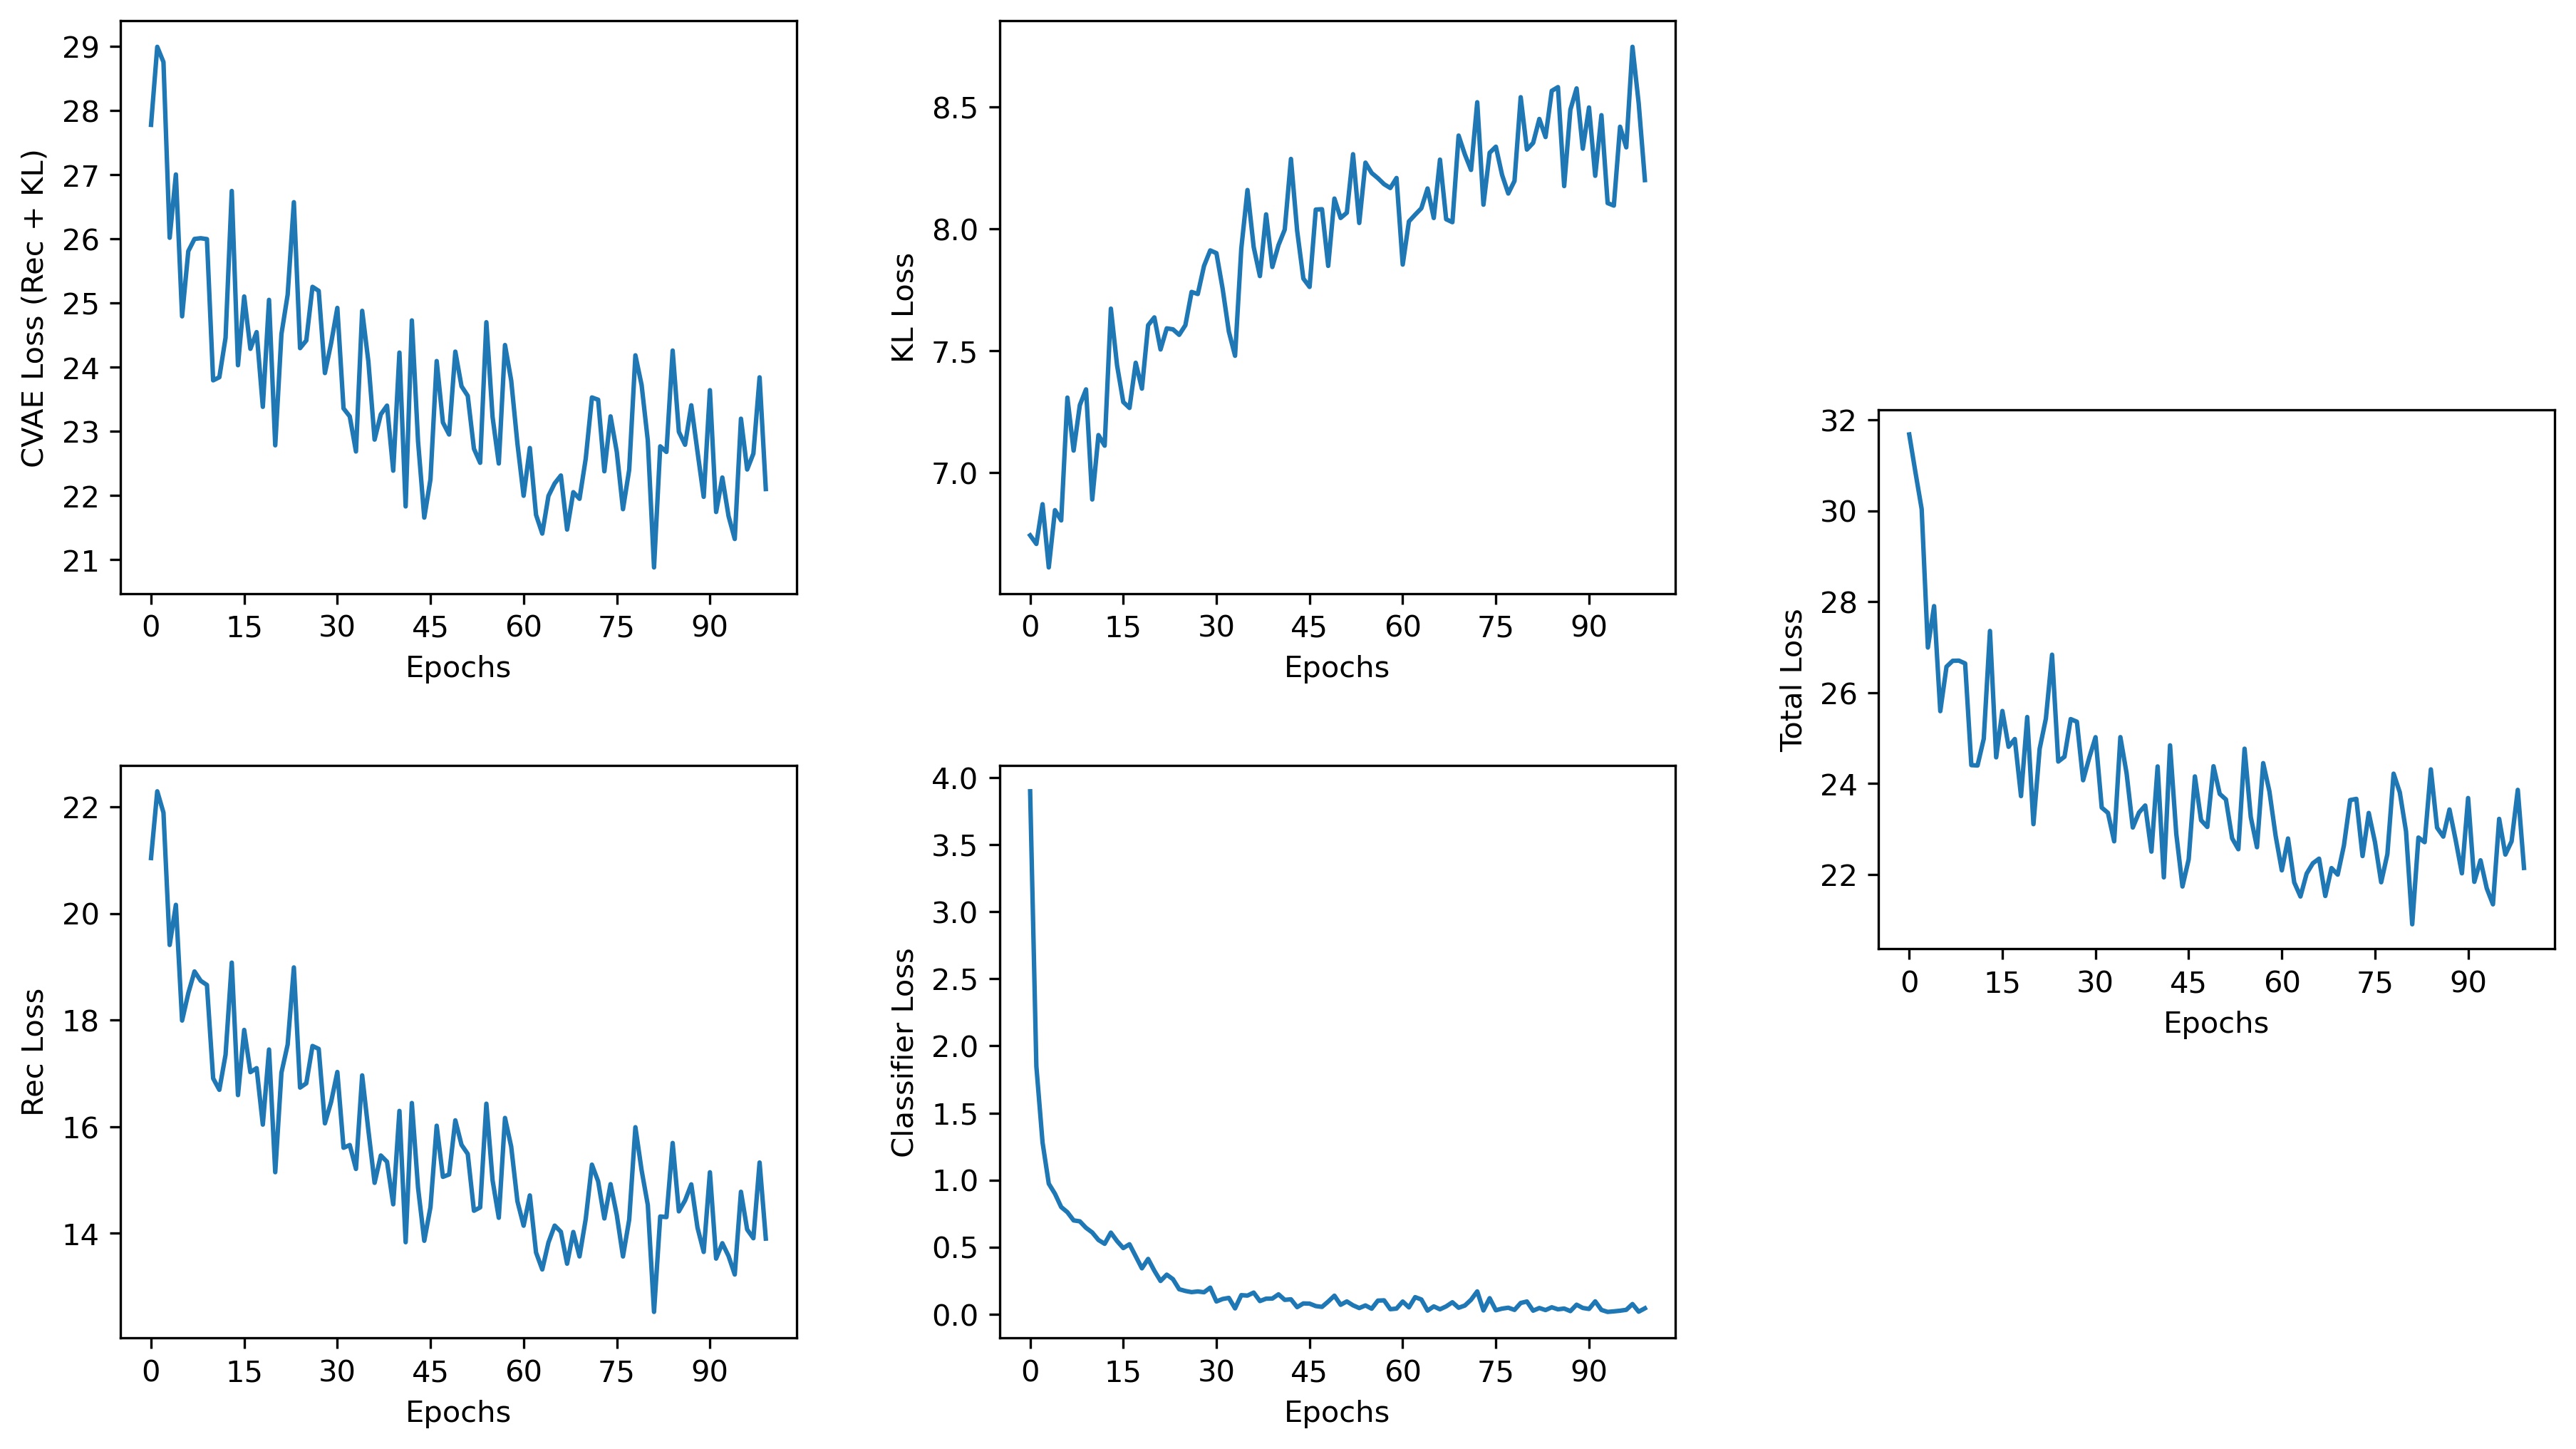 CVAE Loss (Rec + KL)
29
28
27
26
25
24
23
22
21
0 15 30 45 60 75 90
Epochs
KL Loss
8.5
8.0
7.5
7.0
0 15 30 45 60 75 90
Epochs
Rec Loss
22
20
18
16
14
0 15 30 45 60 75 90
Epochs
Classifier Loss
4.0
3.5
3.0
2.5
2.0
1.5
1.0
0.5
0.0
0 15 30 45 60 75 90
Epochs
Total Loss
32
30
28
26
24
22
0 15 30 45 60 75 90
Epochs